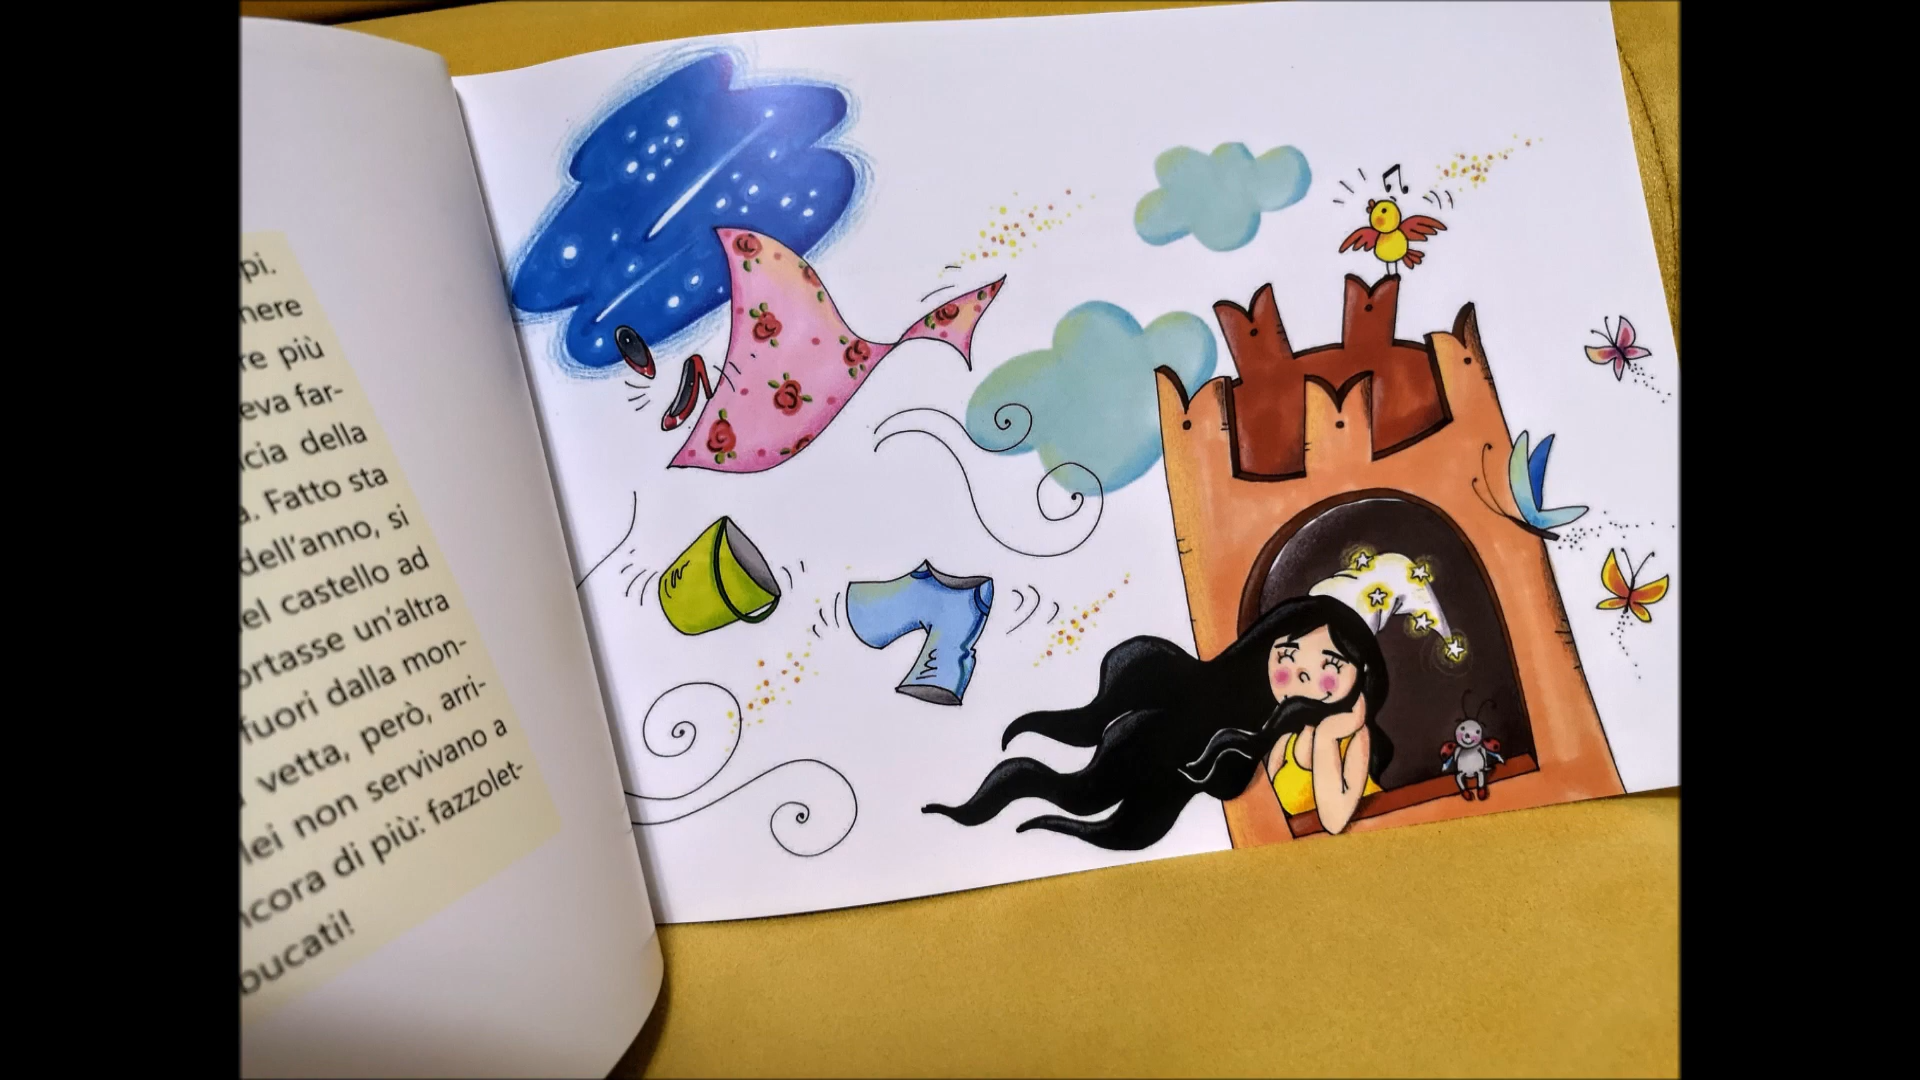 pi.
nere
re più
eva far-
cia della
a. Fatto sta
dell'anno, si
el castello ad
ortasse un'altra
fuori dalla mon-
vetta, però, arri-
lei non servivano a
ncora di più: fazzolet-
bucati!